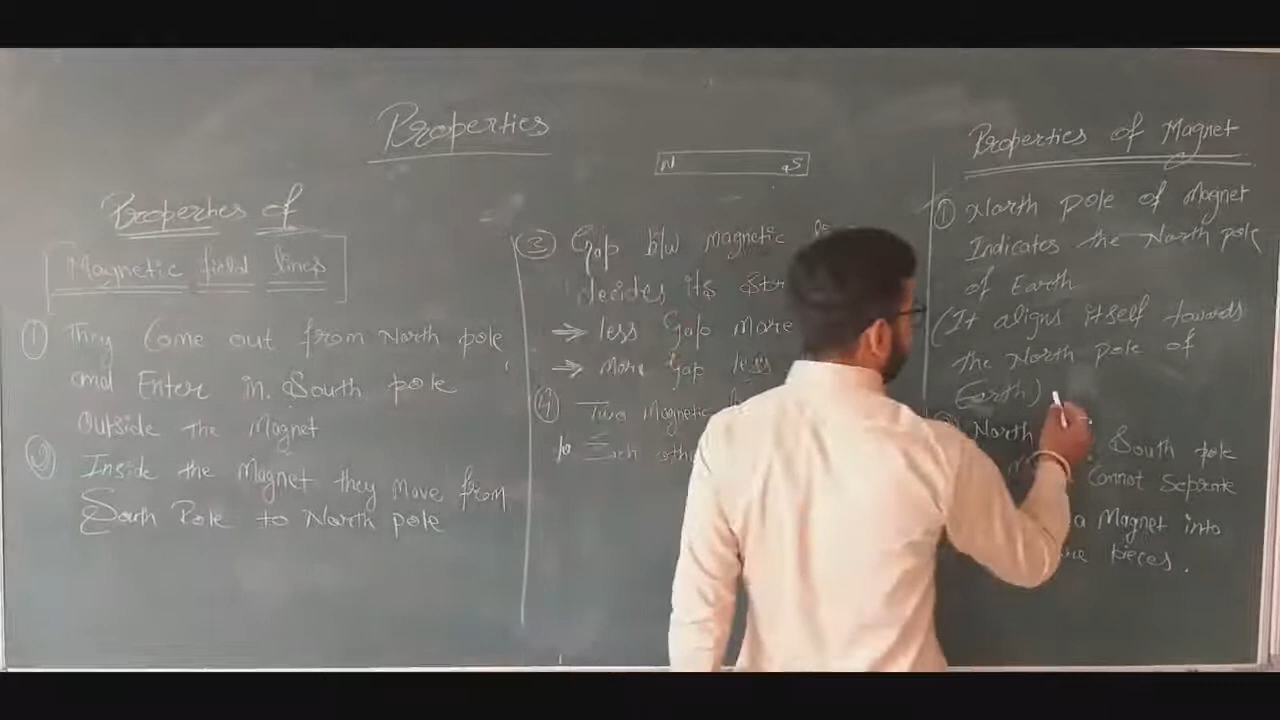 Properties
N S
Properties of
Magnetic field lines
① They Come out from North pole
and Enter in South pole
Outside the Magnet
② Inside the Magnet they Move from
South Pole to North pole
③ Gap b/w magnetic
decides its
⇒ less Gap more
⇒ more Gap less
④ Two Magnetic
Each
Properties of Magnet
① North pole of Magnet
Indicates the North pole
of Earth
(It aligns itself towards
the North pole of
Earth)
North South pole
Cannot Seprate
a Magnet into
pieces.